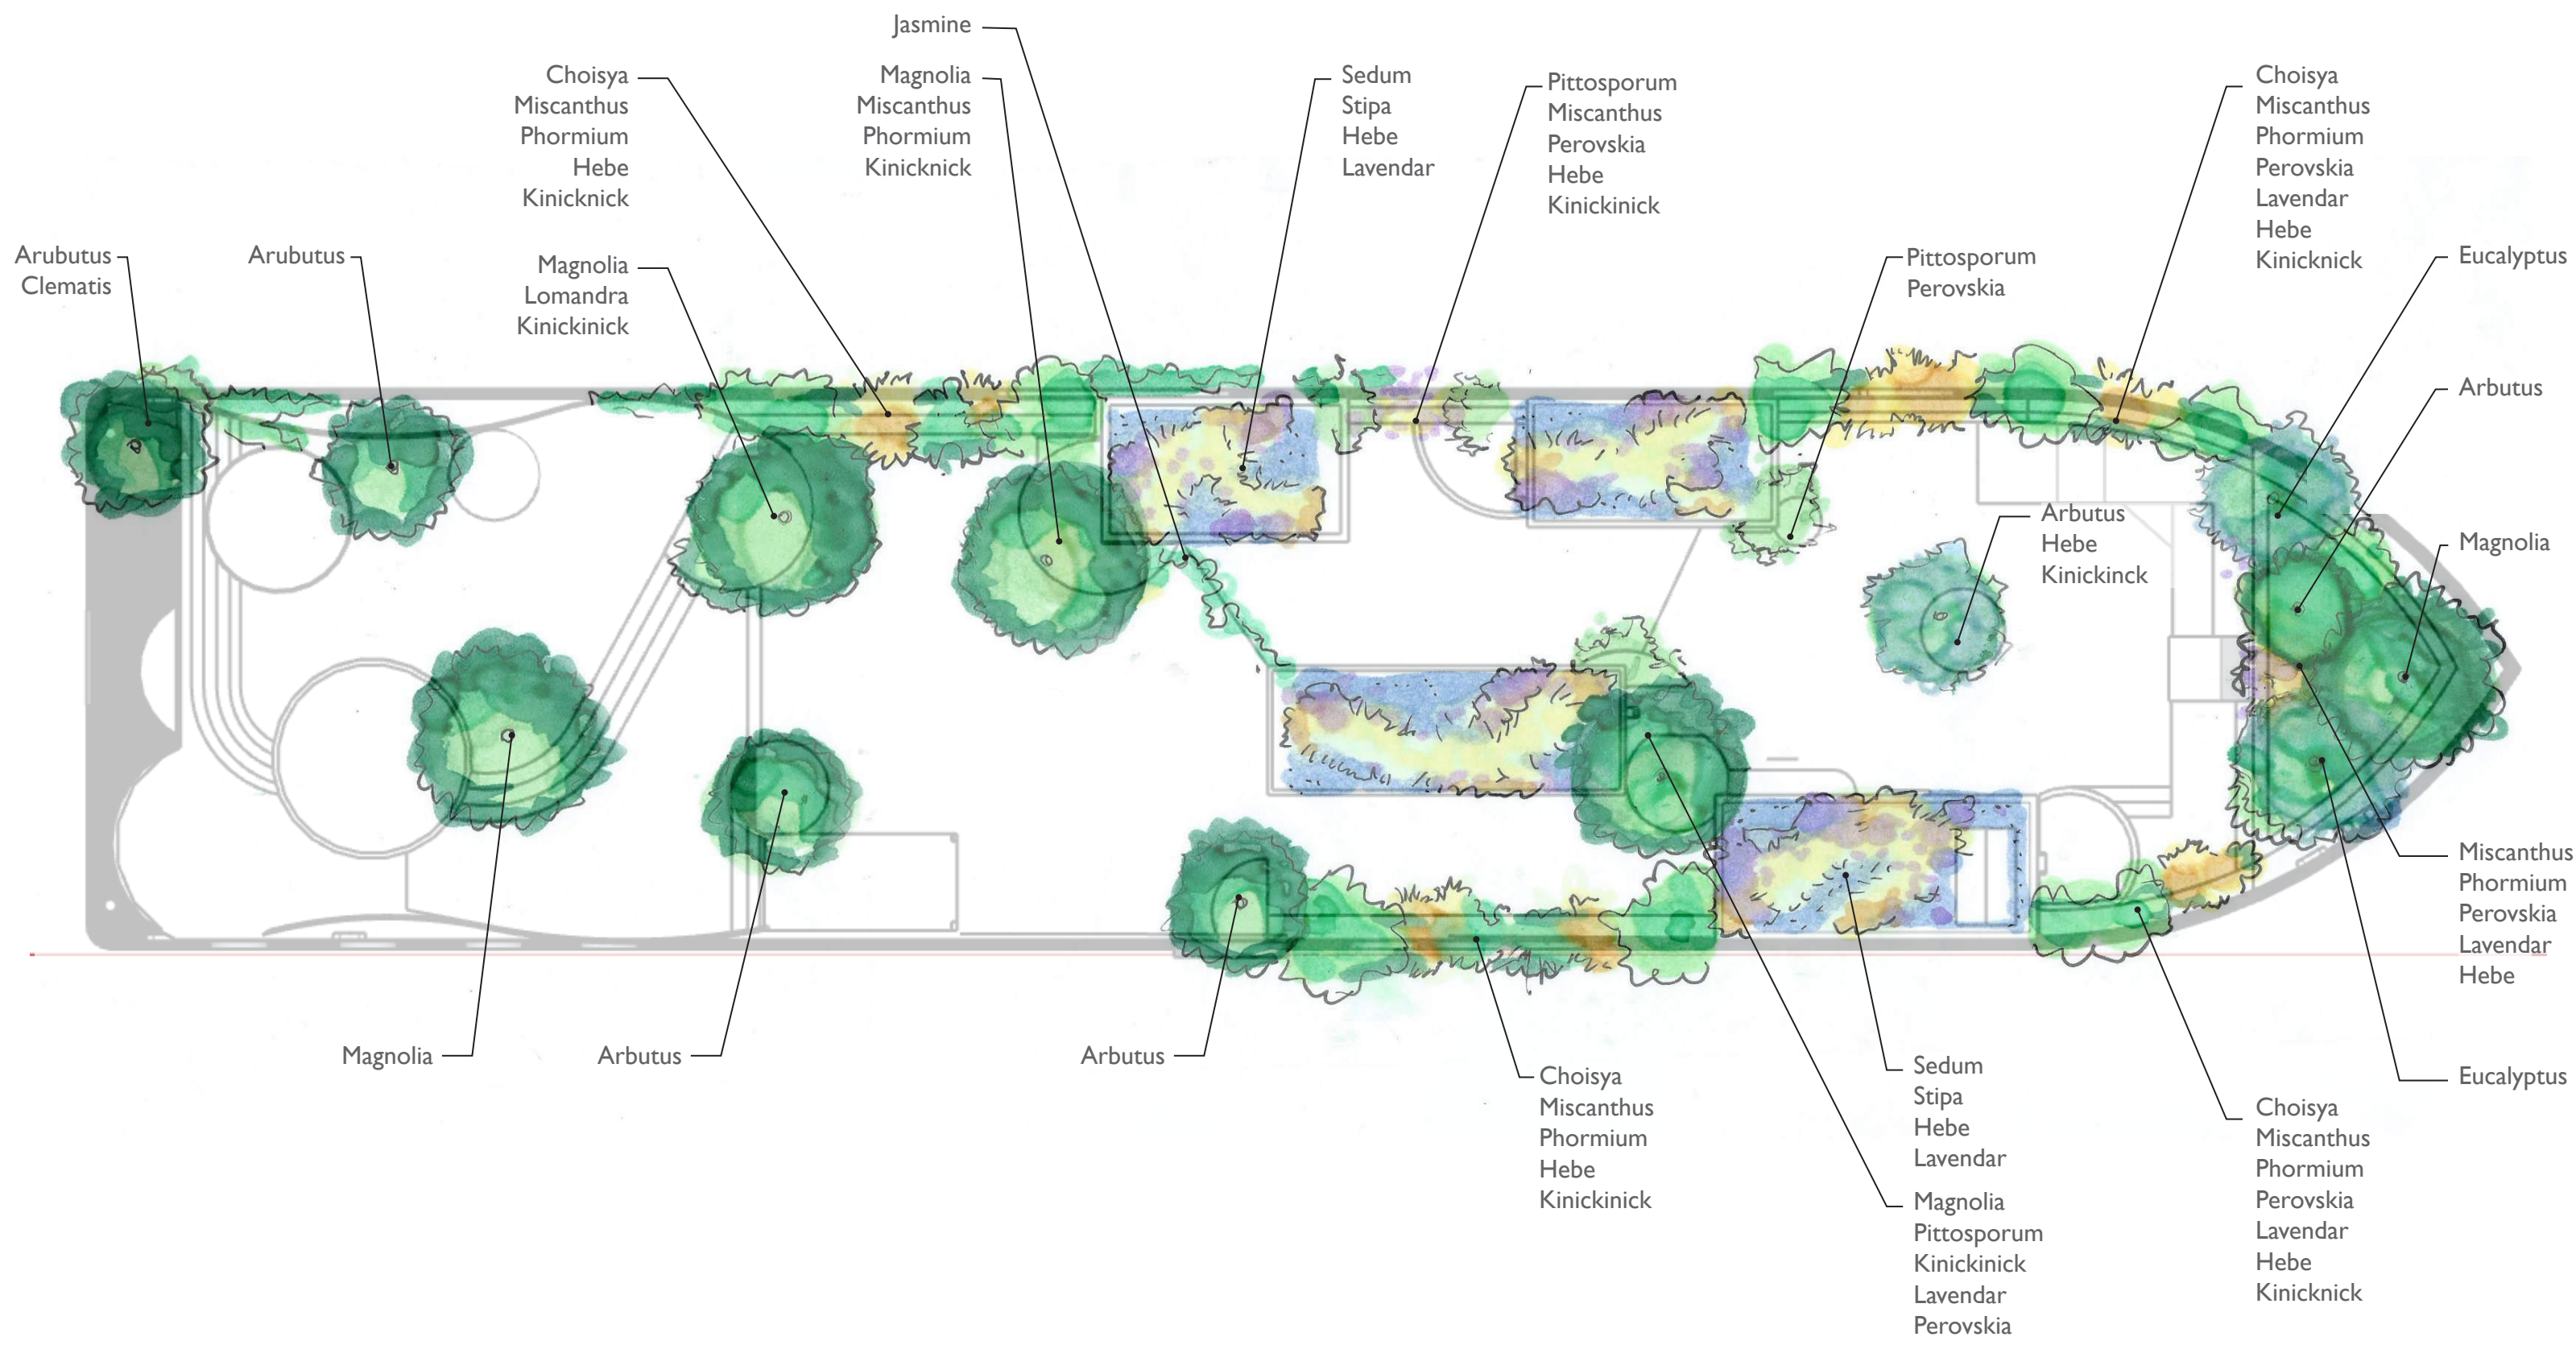 Jasmine
Choisya
Miscanthus
Phormium
Hebe
Kinicknick
Magnolia
Miscanthus
Phormium
Kinicknick
Sedum
Stipa
Hebe
Lavendar
Pittosporum
Miscanthus
Perovskia
Hebe
Kinickinick
Choisya
Miscanthus
Phormium
Perovskia
Lavendar
Hebe
Kinicknick
Arubutus
Clematis
Arubutus
Magnolia
Lomandra
Kinickinick
Pittosporum
Perovskia
Eucalyptus
Arbutus
Arbutus
Hebe
Kinickinck
Magnolia
Miscanthus
Phormium
Perovskia
Lavendar
Hebe
Magnolia
Arbutus
Arbutus
Choisya
Miscanthus
Phormium
Hebe
Kinickinick
Sedum
Stipa
Hebe
Lavendar
Magnolia
Pittosporum
Kinickinick
Lavendar
Perovskia
Eucalyptus
Choisya
Miscanthus
Phormium
Perovskia
Lavendar
Hebe
Kinicknick